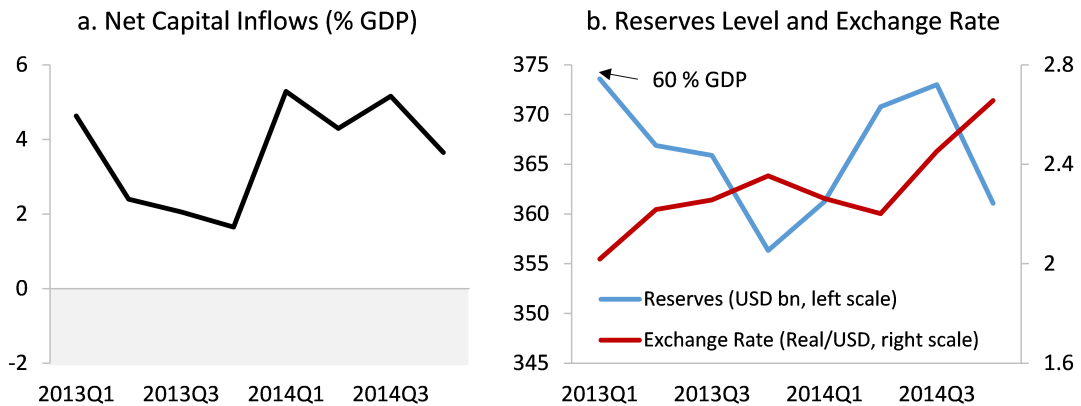 a. Net Capital Inflows (% GDP)
6
4
2
0
-2
2013Q1
2013Q3
2014Q1
2014Q3
b. Reserves Level and Exchange Rate
375
370
365
360
355
350
345
2.8
2.4
2
1.6
60 % GDP
Reserves (USD bn, left scale)
Exchange Rate (Real/USD, right scale)
2013Q1
2013Q3
2014Q1
2014Q3